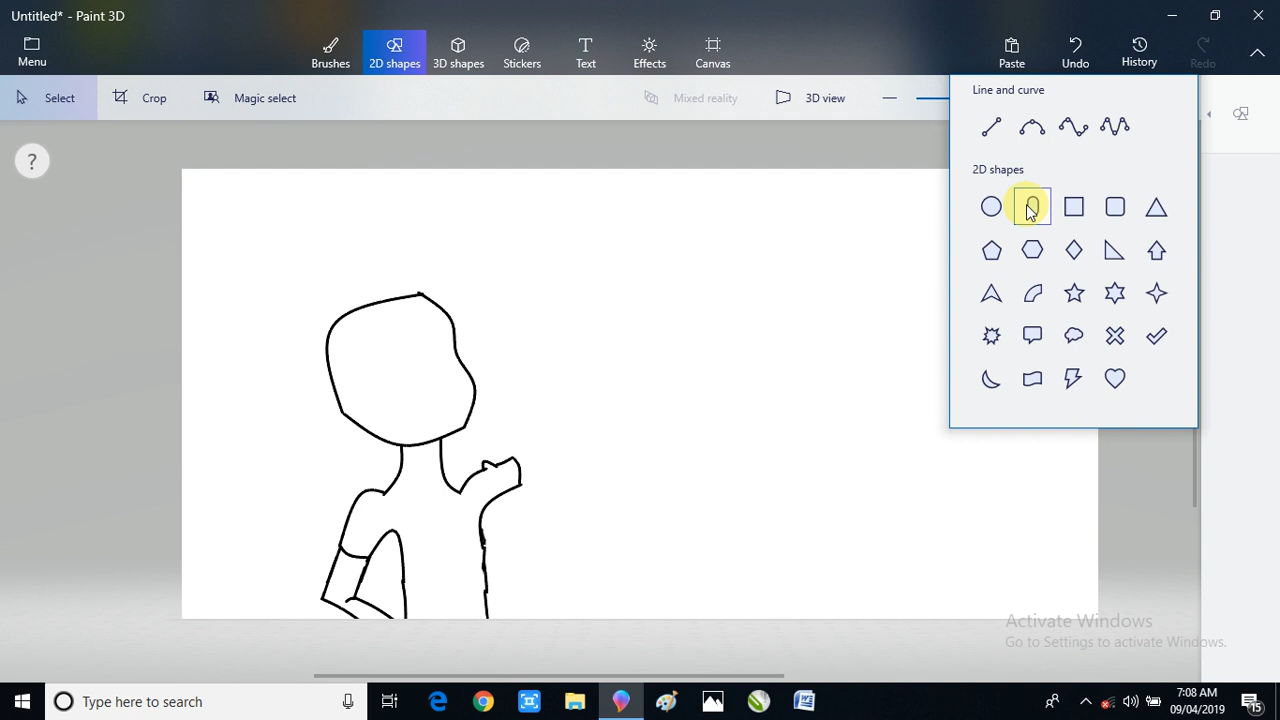 Untitled* - Paint 3D
Menu
Brushes
2D shapes
3D shapes
Stickers
Text
Effects
Canvas
Paste
Undo
History
Redo
Select
Crop
Magic select
Mixed reality
3D view
Line and curve
2D shapes
?
Activate Windows
Go to Settings to activate Windows.
Type here to search
7:08 AM
09/04/2019
15